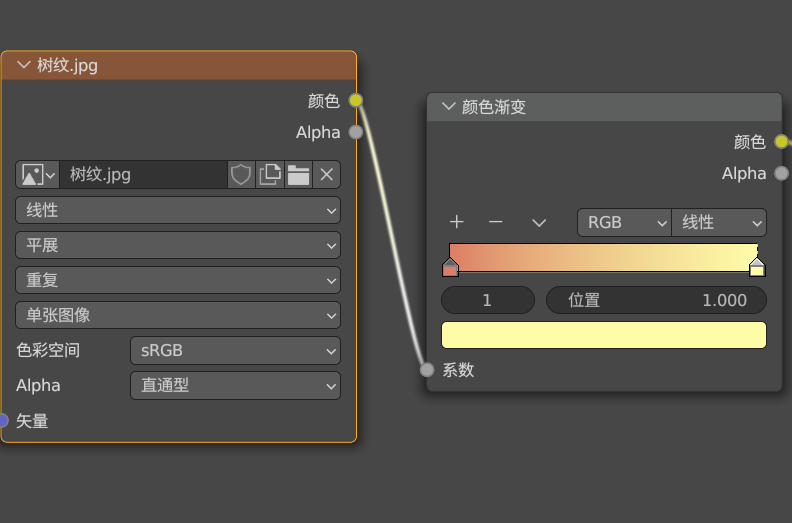 树纹.jpg
颜色
Alpha
树纹.jpg
线性
平展
重复
单张图像
色彩空间 sRGB
Alpha 直通型
矢量
颜色渐变
颜色
Alpha
RGB 线性
1 位置 1.000
系数